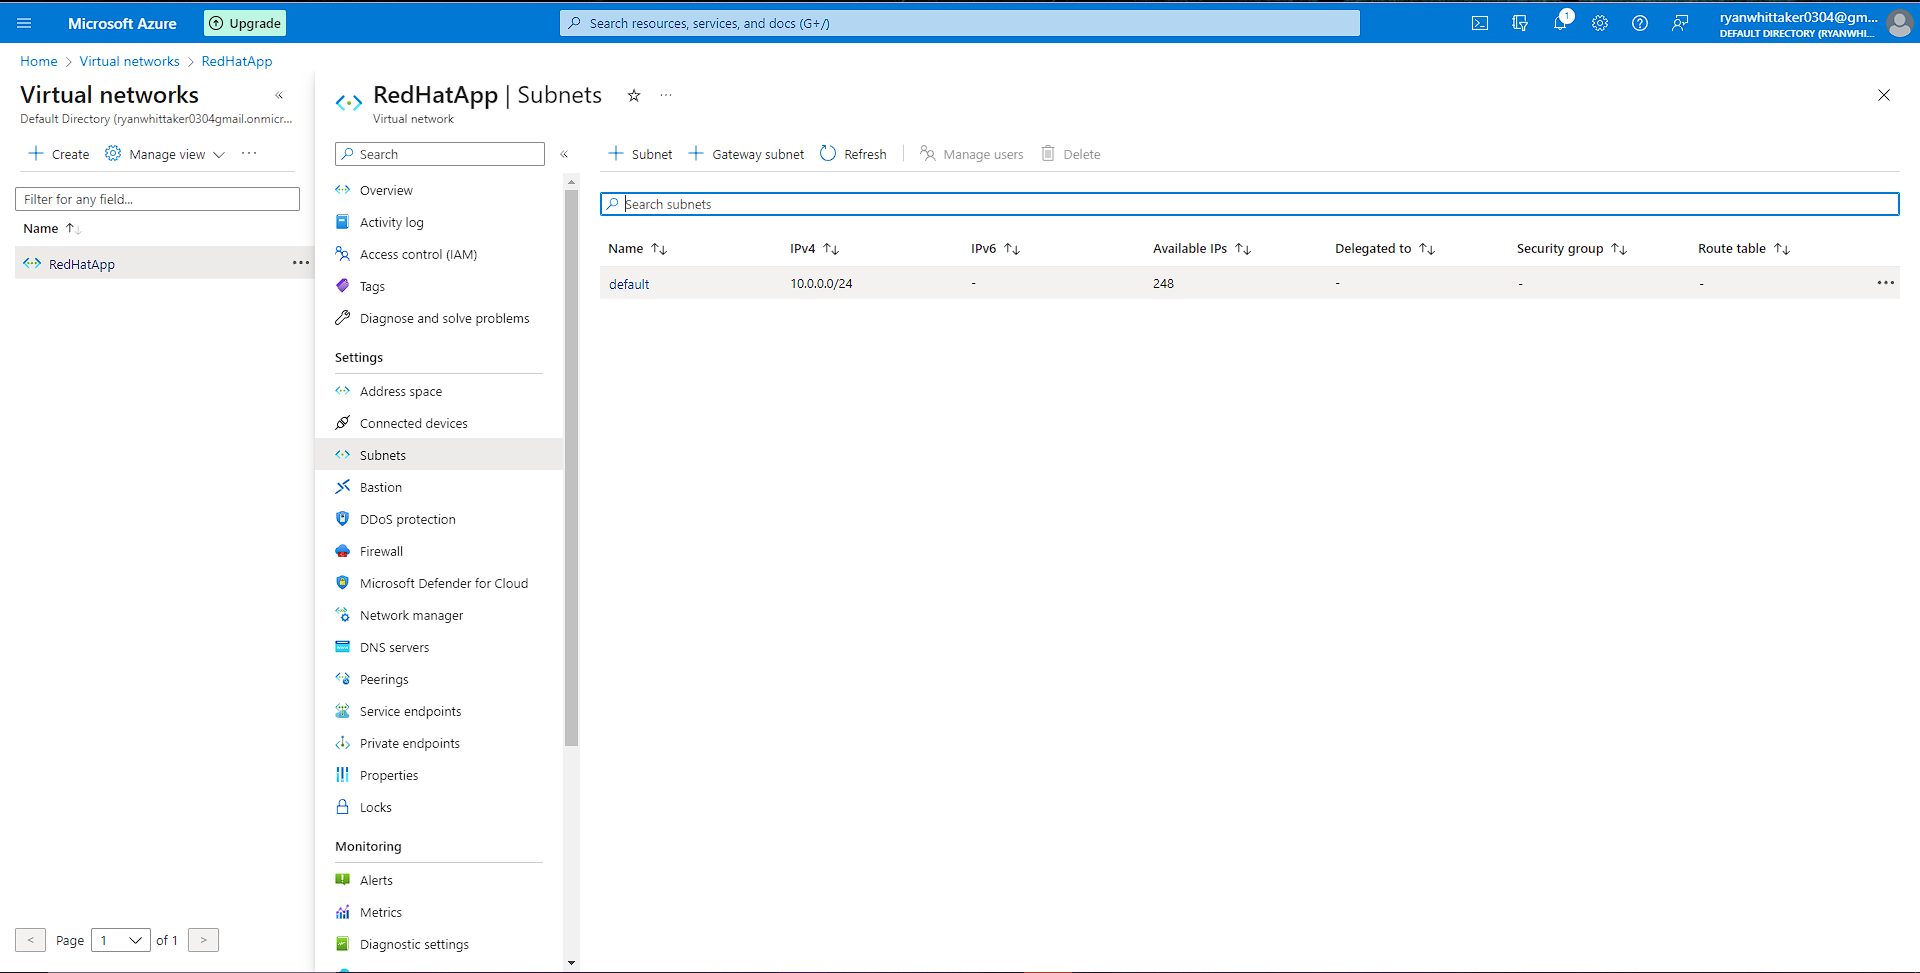 Microsoft Azure
Upgrade
Search resources, services, and docs (G+/)
1
ryanwhittaker0304@gm...
DEFAULT DIRECTORY (RYANWHI...
Home > Virtual networks > RedHatApp
Virtual networks
Default Directory (ryanwhittaker0304gmail.onmicr...
Create
Manage view
Filter for any field...
Name
RedHatApp
Page 1 of 1
RedHatApp | Subnets
Virtual network
Search
Overview
Activity log
Access control (IAM)
Tags
Diagnose and solve problems
Settings
Address space
Connected devices
Subnets
Bastion
DDoS protection
Firewall
Microsoft Defender for Cloud
Network manager
DNS servers
Peerings
Service endpoints
Private endpoints
Properties
Locks
Monitoring
Alerts
Metrics
Diagnostic settings
+ Subnet + Gateway subnet Refresh Manage users Delete
Search subnets
Name IPv4 IPv6 Available IPs Delegated to Security group Route table
default 10.0.0.0/24 - 248 - - -